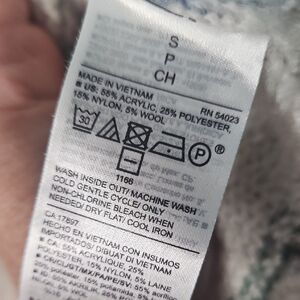 S
P
CH
MADE IN VIETNAM RN 54023
■ US: 55% ACRYLIC, 25% POLYESTER,
15% NYLON, 5% WOOL
30 P
1166
WASH INSIDE OUT/ MACHINE WASH
COLD GENTLE CYCLE/ ONLY
NON-CHLORINE BLEACH WHEN
NEEDED/ DRY FLAT/ COOL IRON
CA 17897
HECHO EN VIETNAM CON INSUMOS
IMPORTADOS/ DIBUAT DI VIETNAM
■ CA: 55% ACRYLIQUE, 25%
POLYESTER, 15% NYLON, 5% LAINE
5% lana